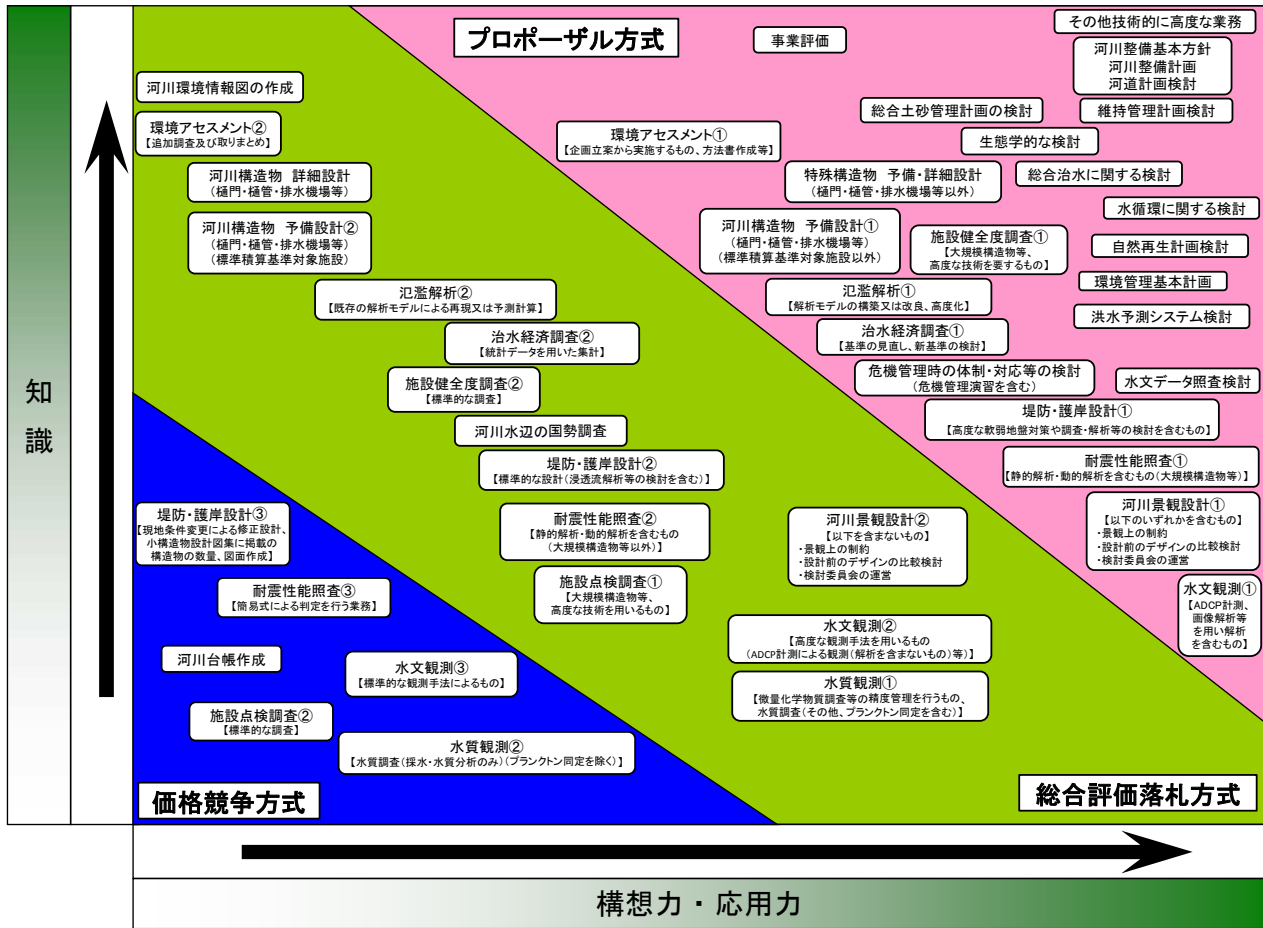 プロポーザル方式
事業評価
その他技術的に高度な業務
河川整備基本方針
河川整備計画
河道計画検討
総合土砂管理計画の検討
維持管理計画検討
環境アセスメント①
【企画立案から実施するもの、方法書作成等】
生態学的な検討
特殊構造物 予備・詳細設計
(樋門・樋管・排水機場等以外)
総合治水に関する検討
水循環に関する検討
河川構造物 予備設計①
(樋門・樋管・排水機場等)
(標準積算基準対象施設以外)
施設健全度調査①
【大規模構造物等、
高度な技術を要するもの】
自然再生計画検討
環境管理基本計画
氾濫解析①
【解析モデルの構築又は改良、高度化】
洪水予測システム検討
治水経済調査①
【基準の見直し、新基準の検討】
危機管理時の体制・対応等の検討
(危機管理演習を含む)
水文データ照査検討
堤防・護岸設計①
【高度な軟弱地盤対策や調査・解析等の検討を含むもの】
耐震性能照査①
【静的解析・動的解析を含むもの(大規模構造物等)】
河川景観設計①
【以下のいずれかを含むもの】
・景観上の制約
・設計前のデザインの比較検討
・検討委員会の運営
水文観測①
【ADCP計測、
画像解析等
を用い解析
を含むもの】
河川環境情報図の作成
環境アセスメント②
【追加調査及び取りまとめ】
河川構造物 詳細設計
(樋門・樋管・排水機場等)
河川構造物 予備設計②
(樋門・樋管・排水機場等)
(標準積算基準対象施設)
氾濫解析②
【既存の解析モデルによる再現又は予測計算】
治水経済調査②
【統計データを用いた集計】
施設健全度調査②
【標準的な調査】
河川水辺の国勢調査
堤防・護岸設計②
【標準的な設計(浸透流解析等の検討を含む)】
耐震性能照査②
【静的解析・動的解析を含むもの
(大規模構造物等以外)】
河川景観設計②
【以下を含まないもの】
・景観上の制約
・設計前のデザインの比較検討
・検討委員会の運営
施設点検調査①
【大規模構造物等、
高度な技術を用いるもの】
水文観測②
【高度な観測手法を用いるもの
(ADCP計測による観測(解析を含まないもの)等)】
水質観測①
【微量化学物質調査等の精度管理を行うもの、
水質調査(その他、プランクトン同定を含む)】
総合評価落札方式
堤防・護岸設計③
【現地条件変更による修正設計、
小構造物設計図集に掲載の
構造物の数量、図面作成】
耐震性能照査③
【簡易式による判定を行う業務】
河川台帳作成
水文観測③
【標準的な観測手法によるもの】
施設点検調査②
【標準的な調査】
水質観測②
【水質調査(採水・水質分析のみ)(プランクトン同定を除く)】
価格競争方式
知
識
構想力・応用力